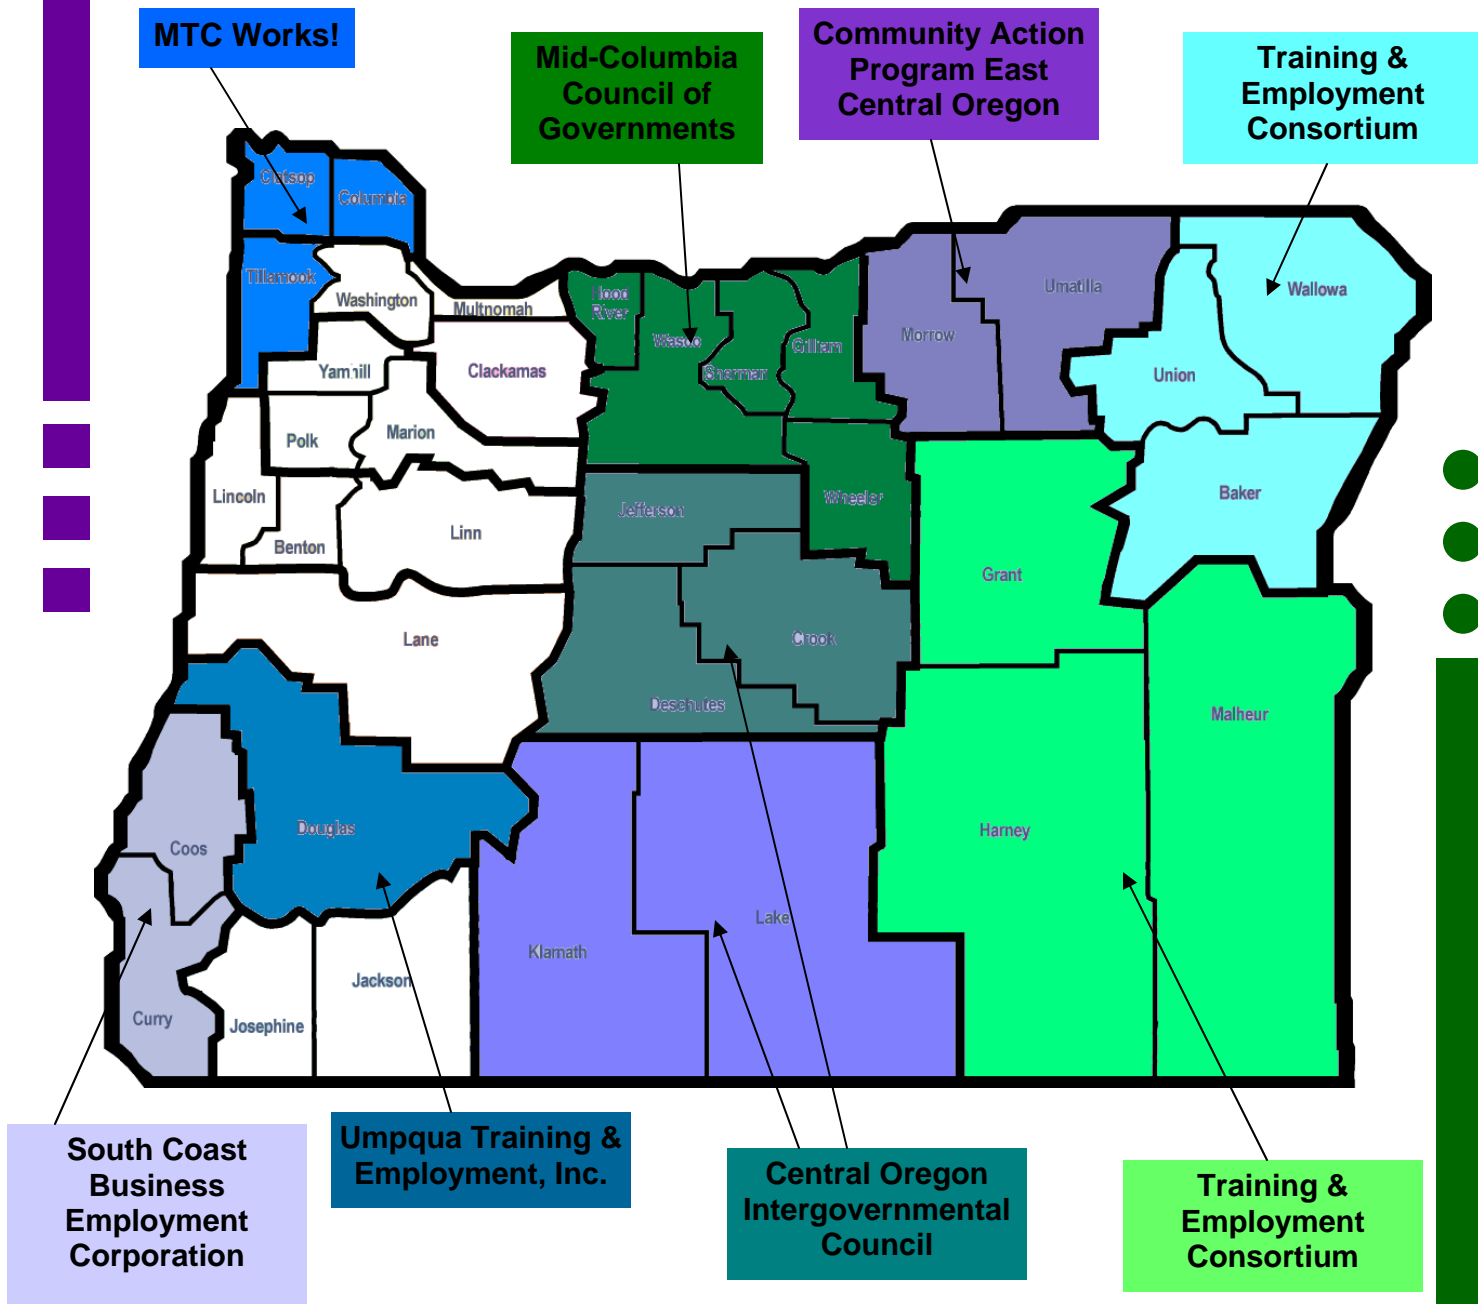 MTC Works!
Mid-Columbia
Council of
Governments
Community Action
Program East
Central Oregon
Training &
Employment
Consortium
Clatsop
Columbia
Tillamook
Washington
Multnomah
Hood
River
Wasco
Sherman
Gilliam
Morrow
Umatilla
Wallowa
Union
Yamhill
Clackamas
Polk
Marion
Lincoln
Benton
Linn
Jefferson
Wheeler
Baker
Grant
Lane
Crook
Deschutes
Malheur
Douglas
Coos
Harney
Klamath
Lake
Jackson
Josephine
Curry
South Coast
Business
Employment
Corporation
Umpqua Training &
Employment, Inc.
Central Oregon
Intergovernmental
Council
Training &
Employment
Consortium